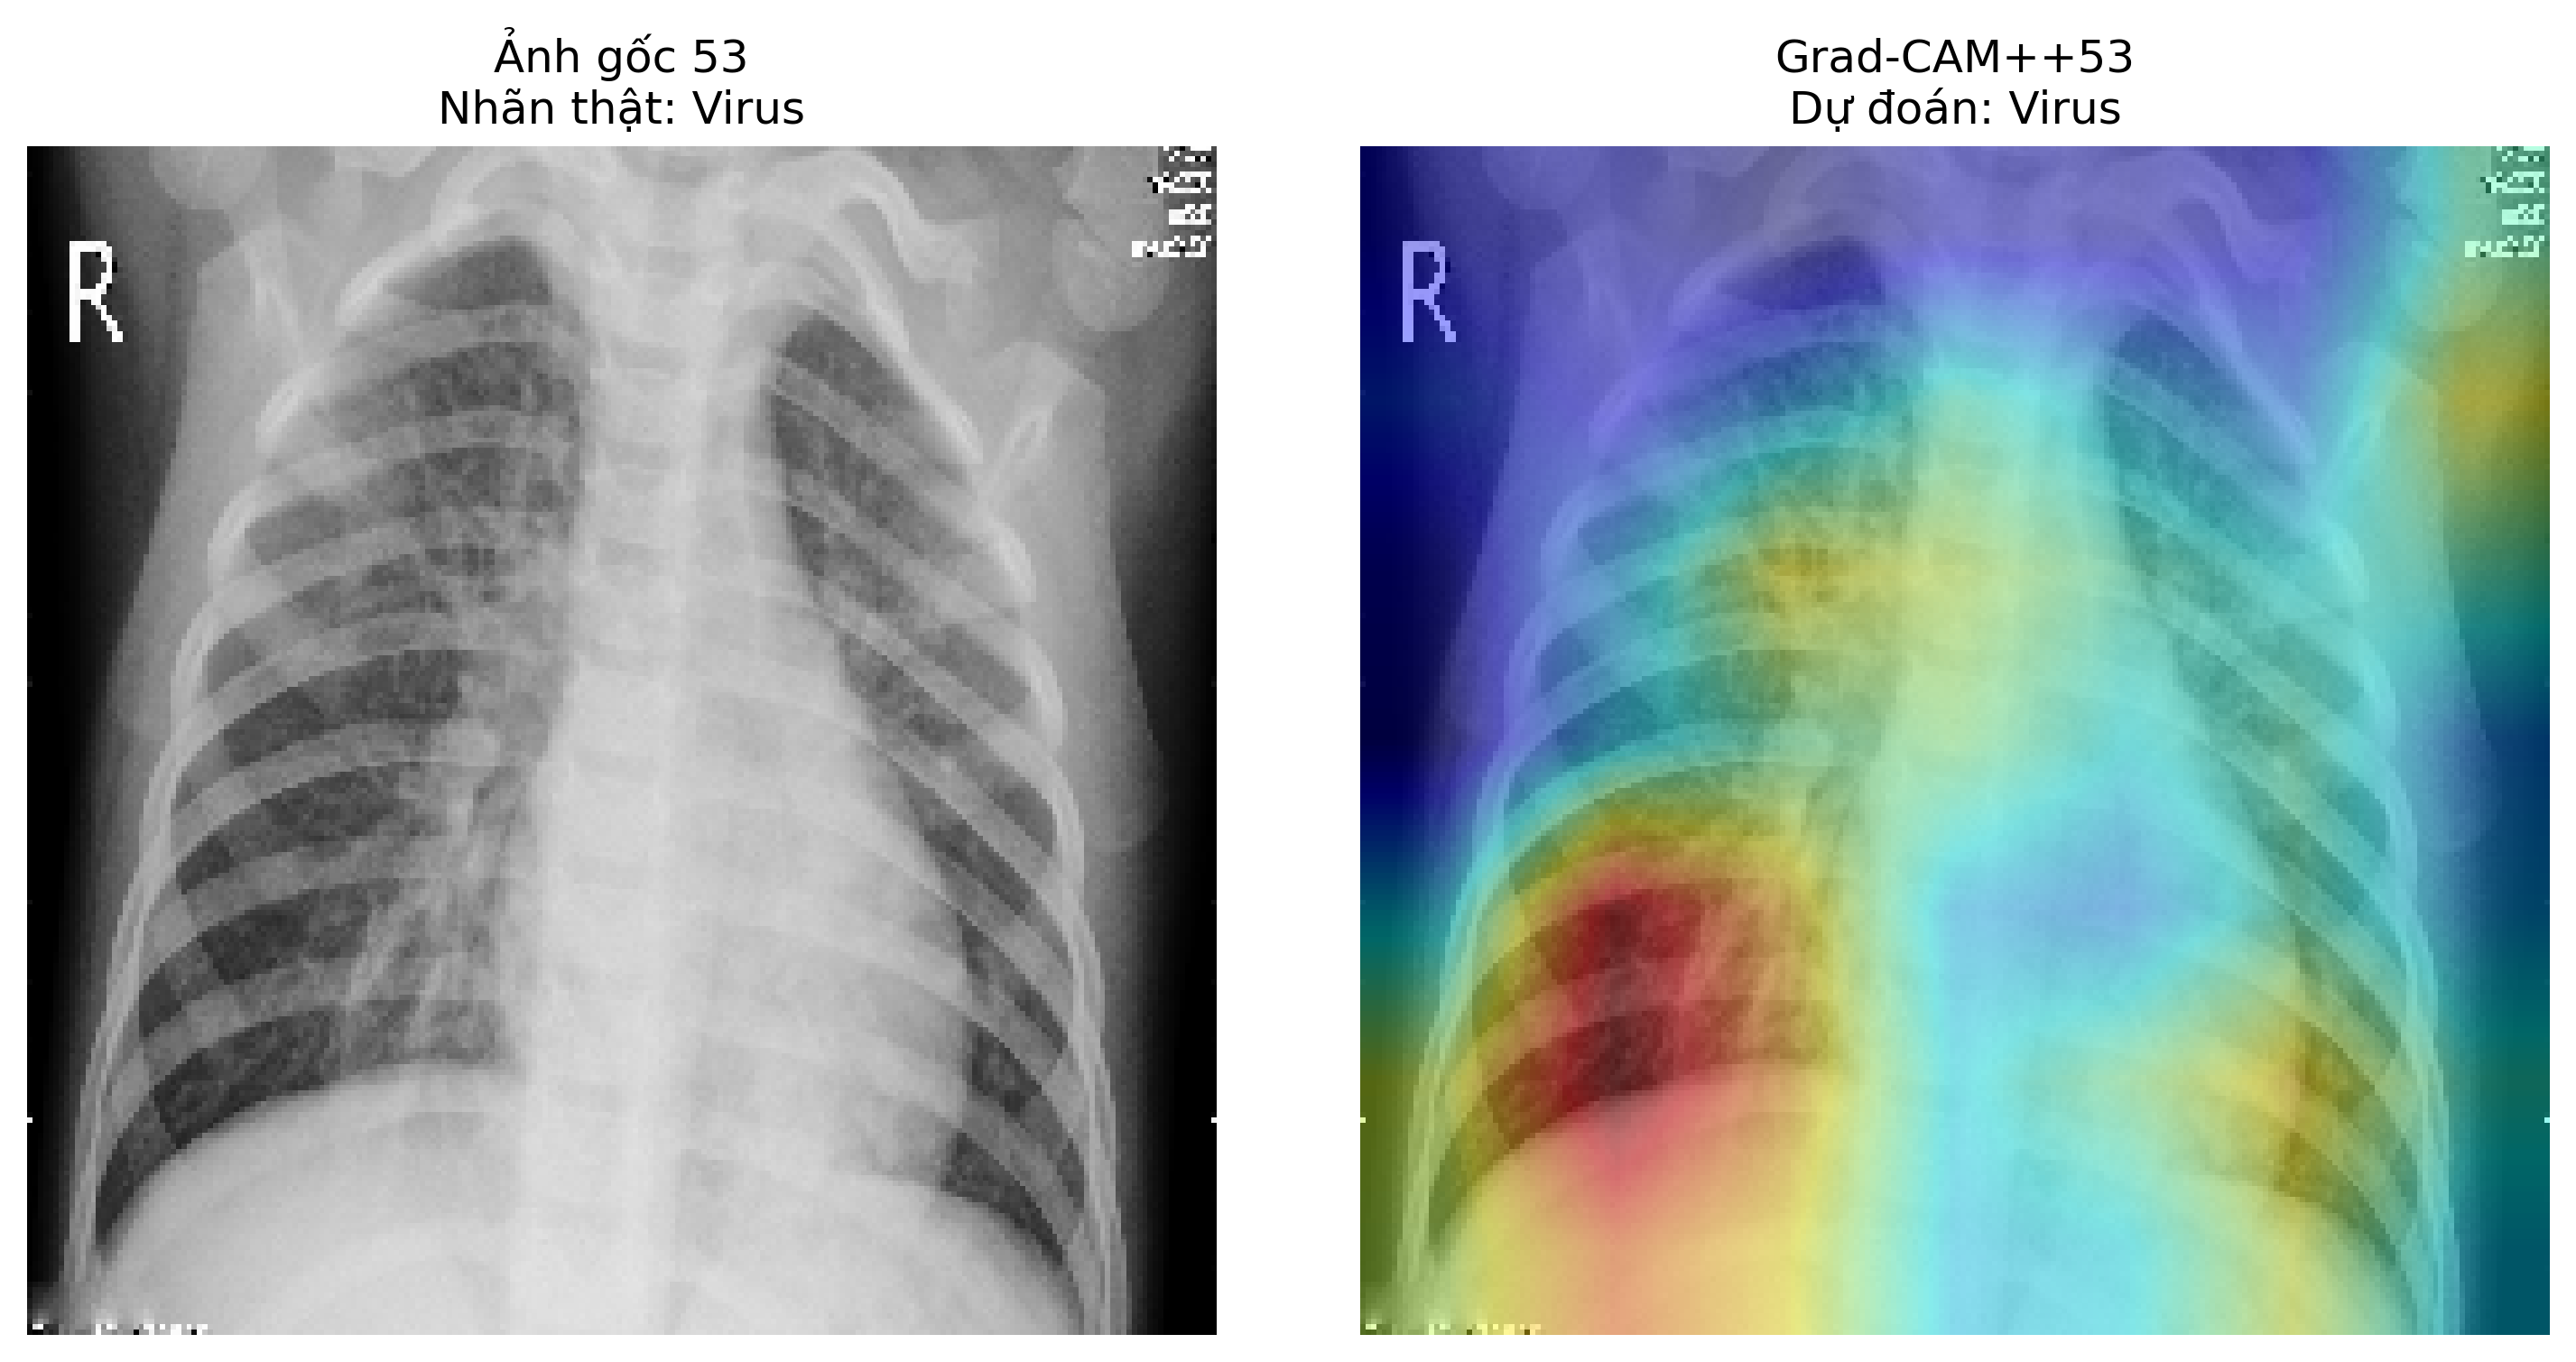 Ảnh gốc 53
Nhãn thật: Virus
R
Grad-CAM++53
Dự đoán: Virus
R